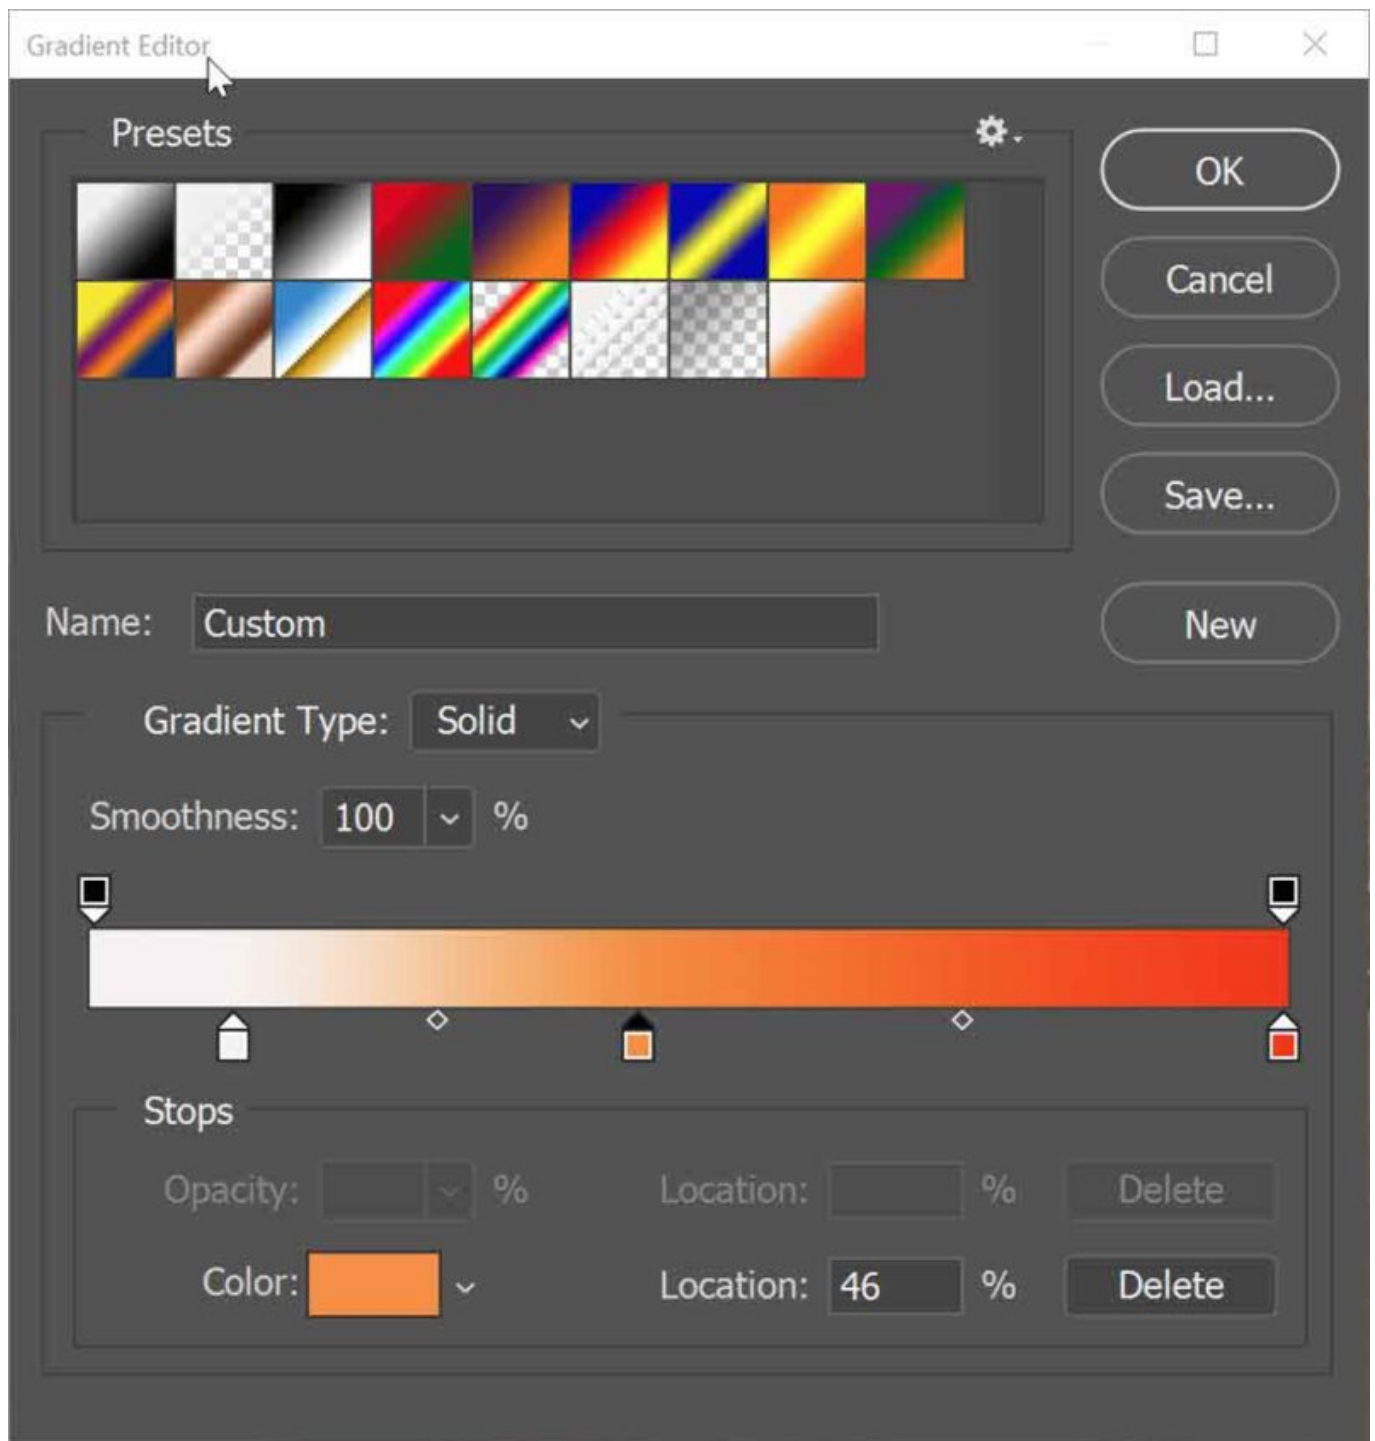 Gradient Editor
Presets
OK
Cancel
Load...
Save...
Name: Custom
New
Gradient Type: Solid
Smoothness: 100 %
Stops
Opacity: % Location: % Delete
Color: Location: 46 % Delete